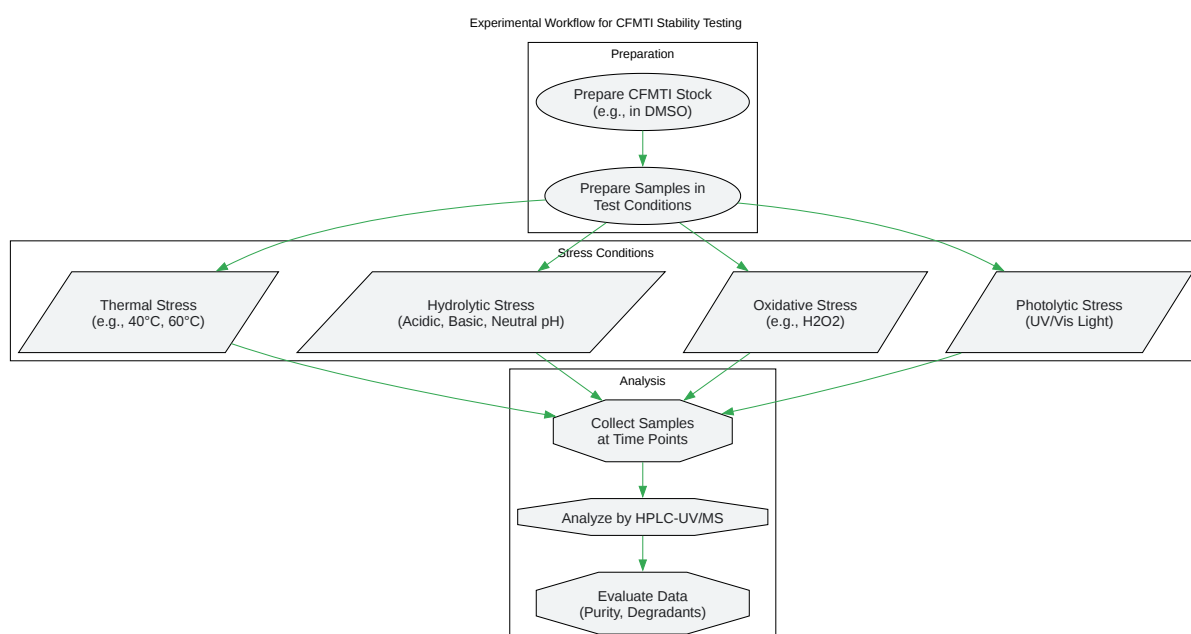 Experimental Workflow for CFMTI Stability Testing
Preparation
Prepare CFMTI Stock
(e.g., in DMSO)
Prepare Samples in
Test Conditions
Stress Conditions
Thermal Stress
(e.g., 40°C, 60°C)
Hydrolytic Stress
(Acidic, Basic, Neutral pH)
Oxidative Stress
(e.g., H2O2)
Photolytic Stress
(UV/Vis Light)
Analysis
Collect Samples
at Time Points
Analyze by HPLC-UV/MS
Evaluate Data
(Purity, Degradants)